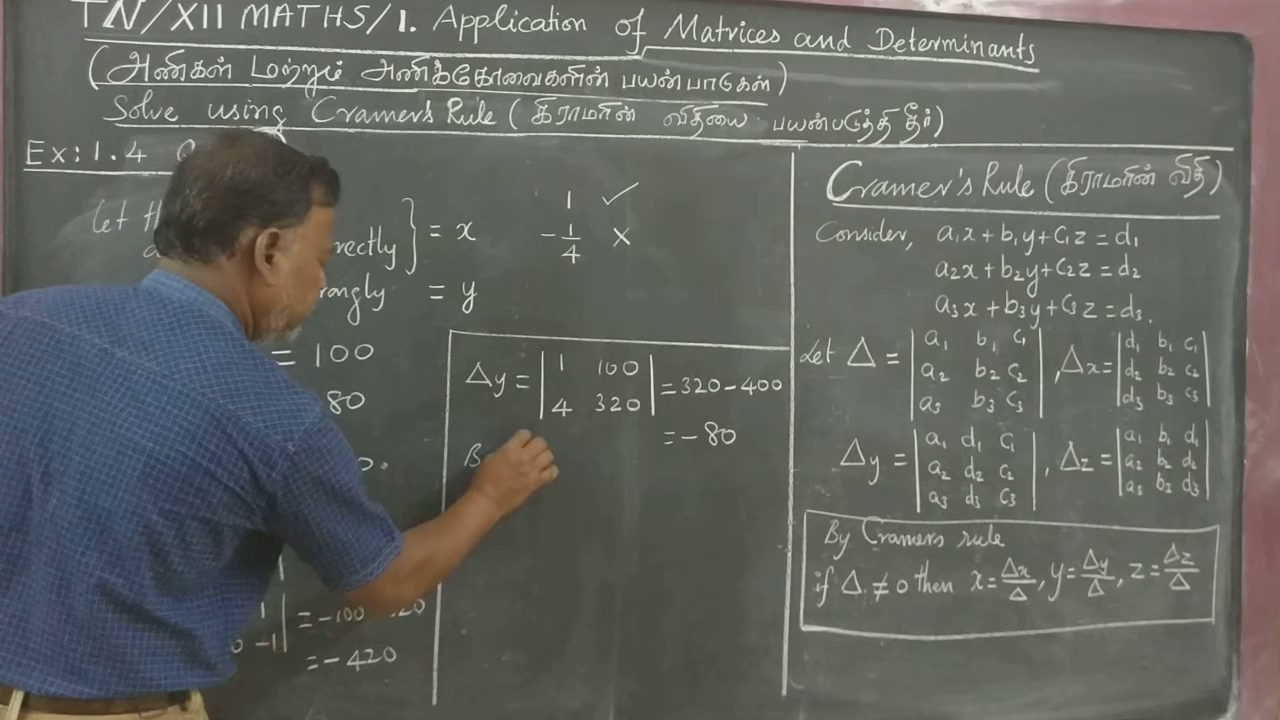 TN/XII MATHS/1. Application of Matrices and Determinants
(அணிகள் மற்றும் அணிக்கோவைகளின் பயன்பாடுகள்)
Solve using Cramer's Rule (கிராமரின் விதியை பயன்படுத்தி தீர்)
Ex: 1.4
Let
rectly } = x
1 ✓
-1/4 X
= y
= 100
80
= -100
= -420
Δy = | 1 100 | = 320-400
| 4 320 |
= -80
Cramer's Rule (கிராமரின் விதி)
Consider, a₁x+b₁y+c₁z=d₁
a₂x+b₂y+c₂z=d₂
a₃x+b₃y+c₃z=d₃.
Let Δ = | a₁ b₁ c₁ | , Δx= | d₁ b₁ c₁ |
| a₂ b₂ c₂ | | d₂ b₂ c₂ |
| a₃ b₃ c₃ | | d₃ b₃ c₃ |
Δy = | a₁ d₁ c₁ | , Δz= | a₁ b₁ d₁ |
| a₂ d₂ c₂ | | a₂ b₂ d₂ |
| a₃ d₃ c₃ | | a₃ b₃ d₃ |
By Cramers rule
if Δ ≠ 0 then x=Δx/Δ, y=Δy/Δ, z=Δz/Δ